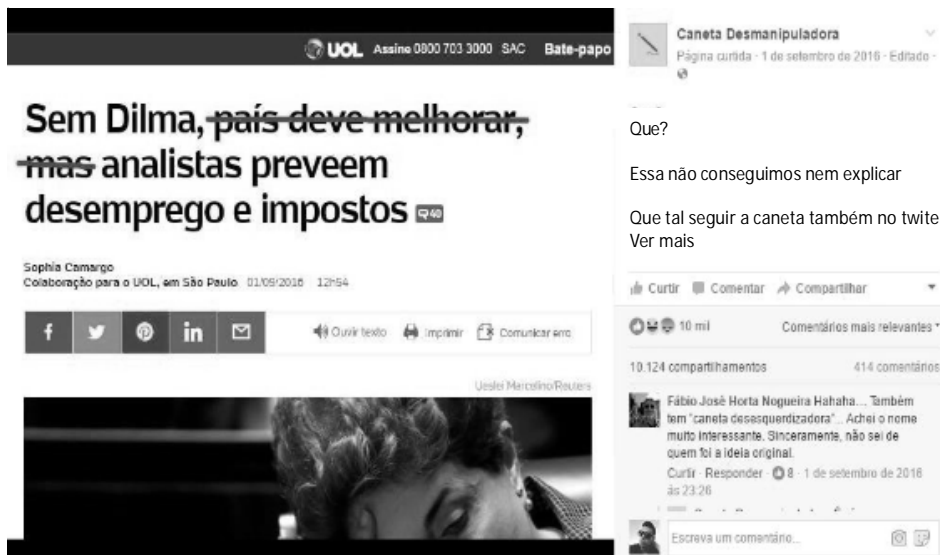 UOL Assine 0800 703 3000 SAC Bate-papo
Sem Dilma, país deve melhorar,
mas analistas preveem
desemprego e impostos 40
Sophia Camargo
Colaboração para o UOL, em São Paulo 01/09/2016 12h54
f in Ouvir texto Imprimir Comunicar erro
Ueslei Marcelino/Reuters
Caneta Desmanipuladora
Página curtida · 1 de setembro de 2016 · Editado ·
Que?
Essa não conseguimos nem explicar
Que tal seguir a caneta também no twite
Ver mais
Curtir Comentar Compartilhar
10 mil Comentários mais relevantes
10.124 compartilhamentos 414 comentários
Fábio José Horta Nogueira Hahaha.... Também
tem "caneta desesquerdizadora"... Achei o nome
muito interessante. Sinceramente, não sei de
quem foi a ideia original.
Curtir · Responder · 8 · 1 de setembro de 2016
às 23:26
Escreva um comentário...